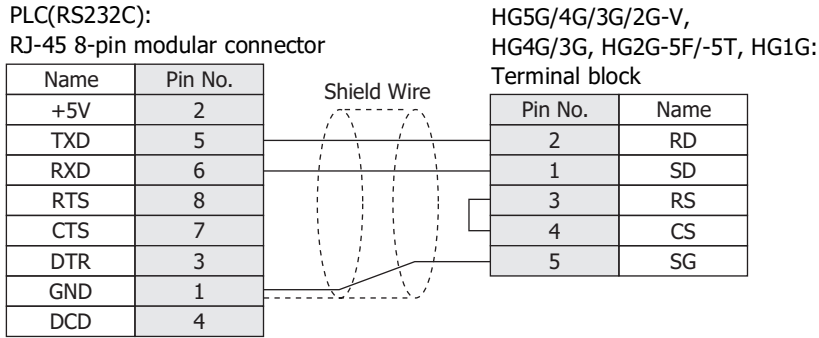 PLC(RS232C):
RJ-45 8-pin modular connector
Name Pin No.
+5V 2
TXD 5
RXD 6
RTS 8
CTS 7
DTR 3
GND 1
DCD 4
Shield Wire
HG5G/4G/3G/2G-V,
HG4G/3G, HG2G-5F/-5T, HG1G:
Terminal block
Pin No. Name
2 RD
1 SD
3 RS
4 CS
5 SG